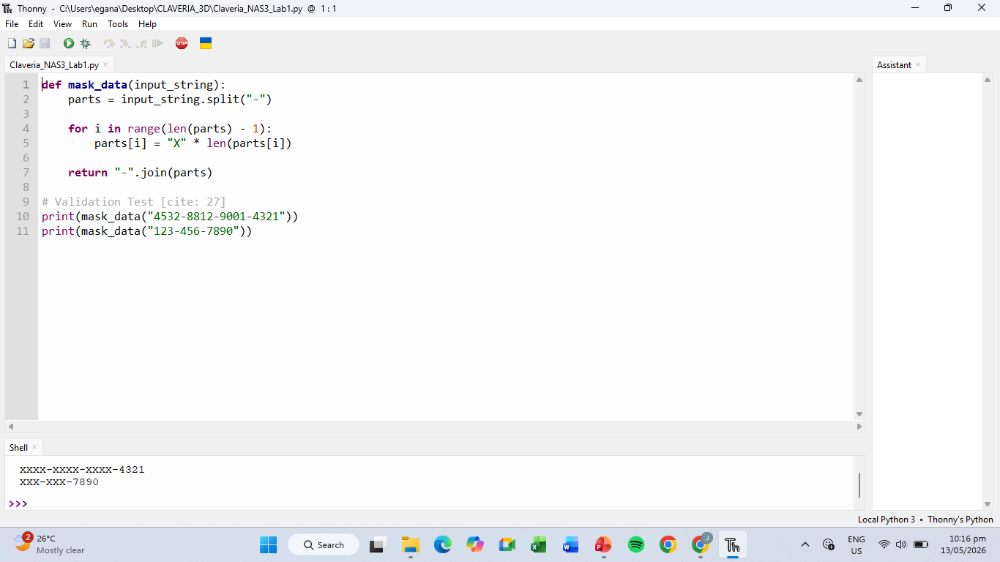 Thonny - C:\Users\egana\Desktop\CLAVERIA_3D\Claveria_NAS3_Lab1.py @ 1:1
File Edit View Run Tools Help
STOP
Claveria_NAS3_Lab1.py ×
Assistant ×
1 def mask_data(input_string):
2     parts = input_string.split("-")
3
4     for i in range(len(parts) - 1):
5         parts[i] = "X" * len(parts[i])
6
7     return "-".join(parts)
8
9 # Validation Test [cite: 27]
10 print(mask_data("4532-8812-9001-4321"))
11 print(mask_data("123-456-7890"))
Shell ×
XXXX-XXXX-XXXX-4321
XXX-XXX-7890
>>>
Local Python 3 • Thonny's Python
2
26°C
Mostly clear
Search
J
ENG
US
10:16 pm
13/05/2026